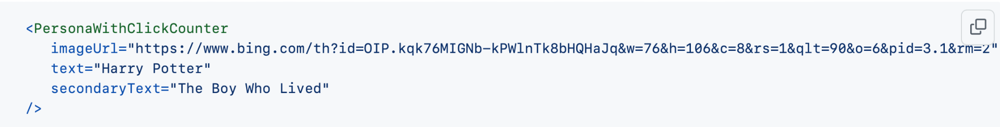 <PersonaWithClickCounter
imageUrl="https://www.bing.com/th?id=OIP.kqk76MIGNb-kPWlnTk8bHQHaJq&w=76&h=106&c=8&rs=1&qlt=90&o=6&pid=3.1&rm=2"
text="Harry Potter"
secondaryText="The Boy Who Lived"
/>